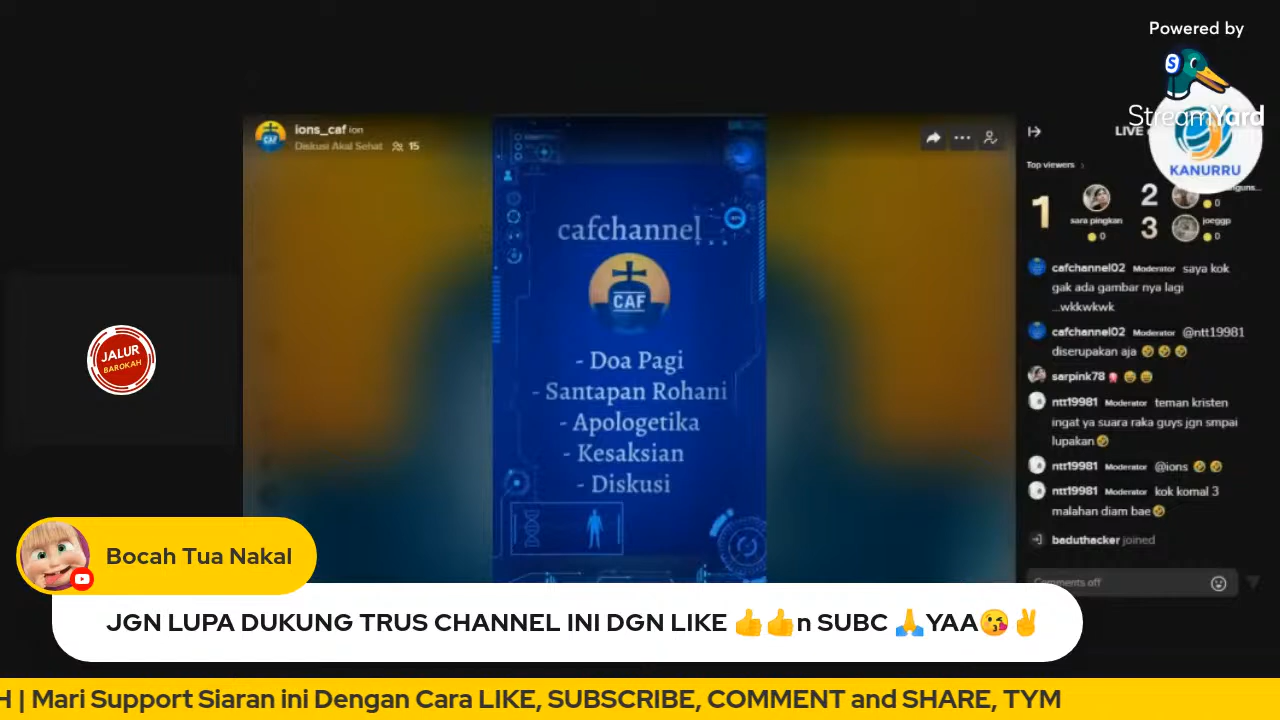 Powered by
StreamYard
KANURRU
ions_caf ion
Diskusi Akal Sehat 15
LIVE
Top viewers
1
sara pingkan
0
2
0
3
joeggp
0
cafchannel
CAF
- Doa Pagi
- Santapan Rohani
- Apologetika
- Kesaksian
- Diskusi
JALUR
BAROKAH
cafchannel02 Moderator saya kok
gak ada gambar nya lagi
...wkkwkwk
cafchannel02 Moderator @ntt19981
diserupakan aja 🤣 🤣 🤣
sarpink78 😄 😄
ntt19981 Moderator teman kristen
ingat ya suara raka guys jgn smpai
lupakan🤣
ntt19981 Moderator @ions 🤣 🤣
ntt19981 Moderator kok komal 3
malahan diam bae🤣
baduthacker joined
Comments off
Bocah Tua Nakal
JGN LUPA DUKUNG TRUS CHANNEL INI DGN LIKE 👍👍n SUBC 🙏YAA😘✌
H | Mari Support Siaran ini Dengan Cara LIKE, SUBSCRIBE, COMMENT and SHARE, TYM